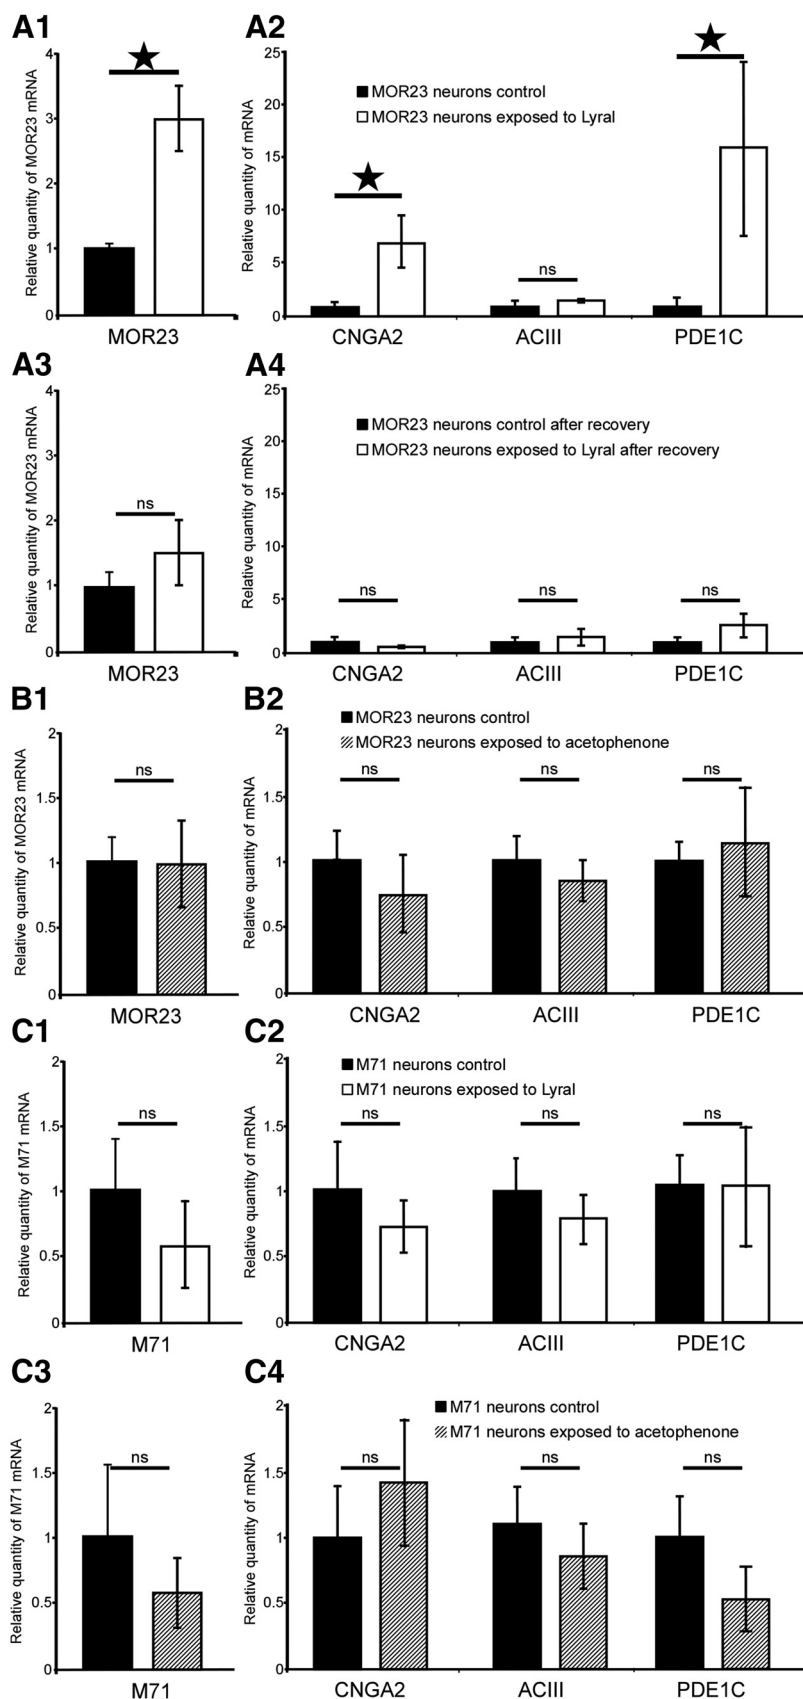 A1
Relative quantity of MOR23 mRNA
4
3
2
1
0
MOR23
A2
Relative quantity of mRNA
25
20
15
10
5
0
MOR23 neurons control
MOR23 neurons exposed to Lyral
ns
CNGA2 ACIII PDE1C
A3
Relative quantity of MOR23 mRNA
4
3
2
1
0
ns
MOR23
A4
Relative quantity of mRNA
25
20
15
10
5
0
MOR23 neurons control after recovery
MOR23 neurons exposed to Lyral after recovery
ns ns ns
CNGA2 ACIII PDE1C
B1
Relative quantity of MOR23 mRNA
2
1.5
1
0.5
0
ns
MOR23
B2
Relative quantity of mRNA
2
1.5
1
0.5
0
MOR23 neurons control
MOR23 neurons exposed to acetophenone
ns ns ns
CNGA2 ACIII PDE1C
C1
Relative quantity of M71 mRNA
2
1.5
1
0.5
0
ns
M71
C2
Relative quantity of mRNA
2
1.5
1
0.5
0
M71 neurons control
M71 neurons exposed to Lyral
ns ns ns
CNGA2 ACIII PDE1C
C3
Relative quantity of M71 mRNA
2
1.5
1
0.5
0
ns
M71
C4
Relative quantity of mRNA
2
1.5
1
0.5
0
M71 neurons control
M71 neurons exposed to acetophenone
ns ns ns
CNGA2 ACIII PDE1C